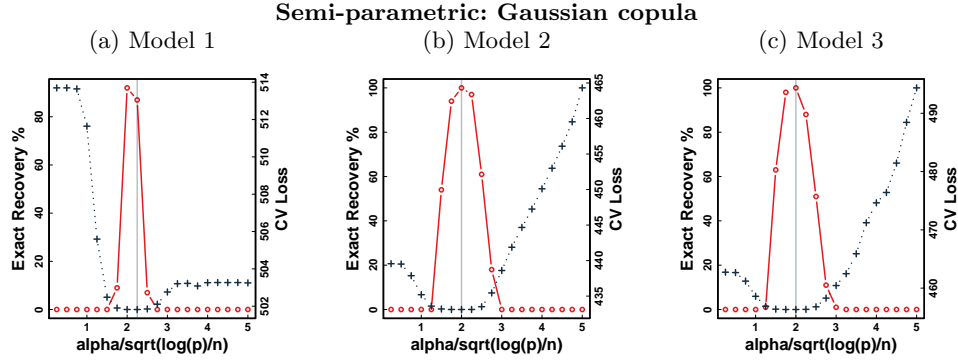 Semi-parametric: Gaussian copula
(a) Model 1
(b) Model 2
(c) Model 3
Exact Recovery %
0 20 40 60 80
1 2 3 4 5
502 504 506 508 510 512 514
CV Loss
alpha/sqrt(log(p)/n)
Exact Recovery %
0 20 40 60 80 100
1 2 3 4 5
435 440 445 450 455 460 465
CV Loss
alpha/sqrt(log(p)/n)
Exact Recovery %
0 20 40 60 80 100
1 2 3 4 5
460 470 480 490
CV Loss
alpha/sqrt(log(p)/n)